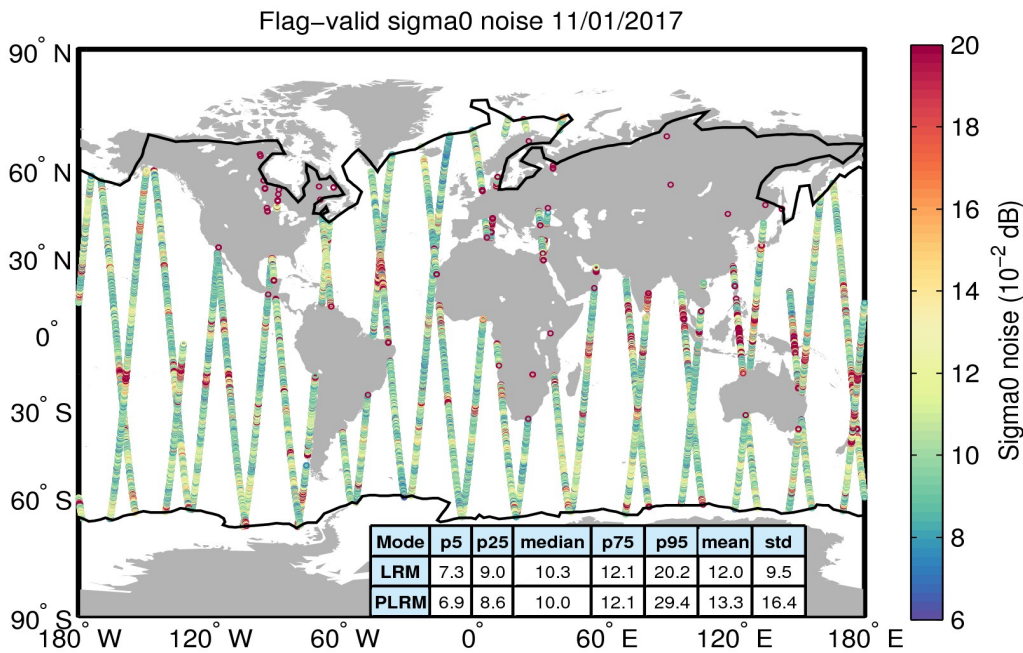 Flag−valid sigma0 noise 11/01/2017
90° N
60° N
30° N
0°
30° S
60° S
90° S
180° W
120° W
60° W
0°
60° E
120° E
180° E
Mode p5 p25 median p75 p95 mean std
LRM 7.3 9.0 10.3 12.1 20.2 12.0 9.5
PLRM 6.9 8.6 10.0 12.1 29.4 13.3 16.4
20
18
16
14
12
10
8
6
Sigma0 noise (10⁻² dB)